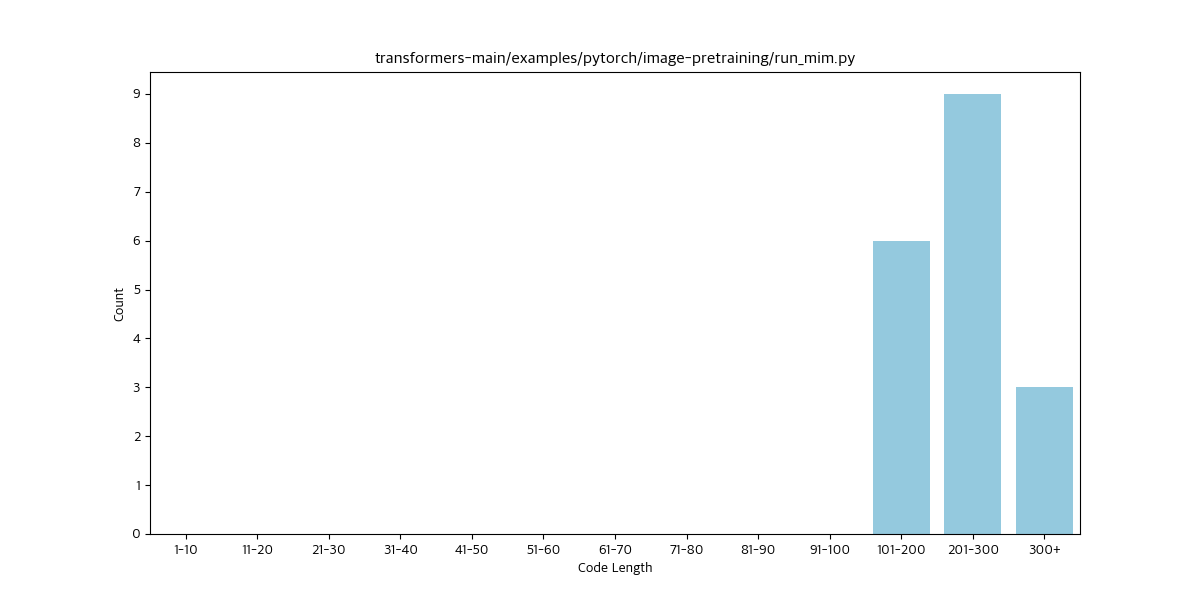 transformers-main/examples/pytorch/image-pretraining/run_mim.py
9
8
7
6
5
4
3
2
1
0
Count
1-10 11-20 21-30 31-40 41-50 51-60 61-70 71-80 81-90 91-100 101-200 201-300 300+
Code Length